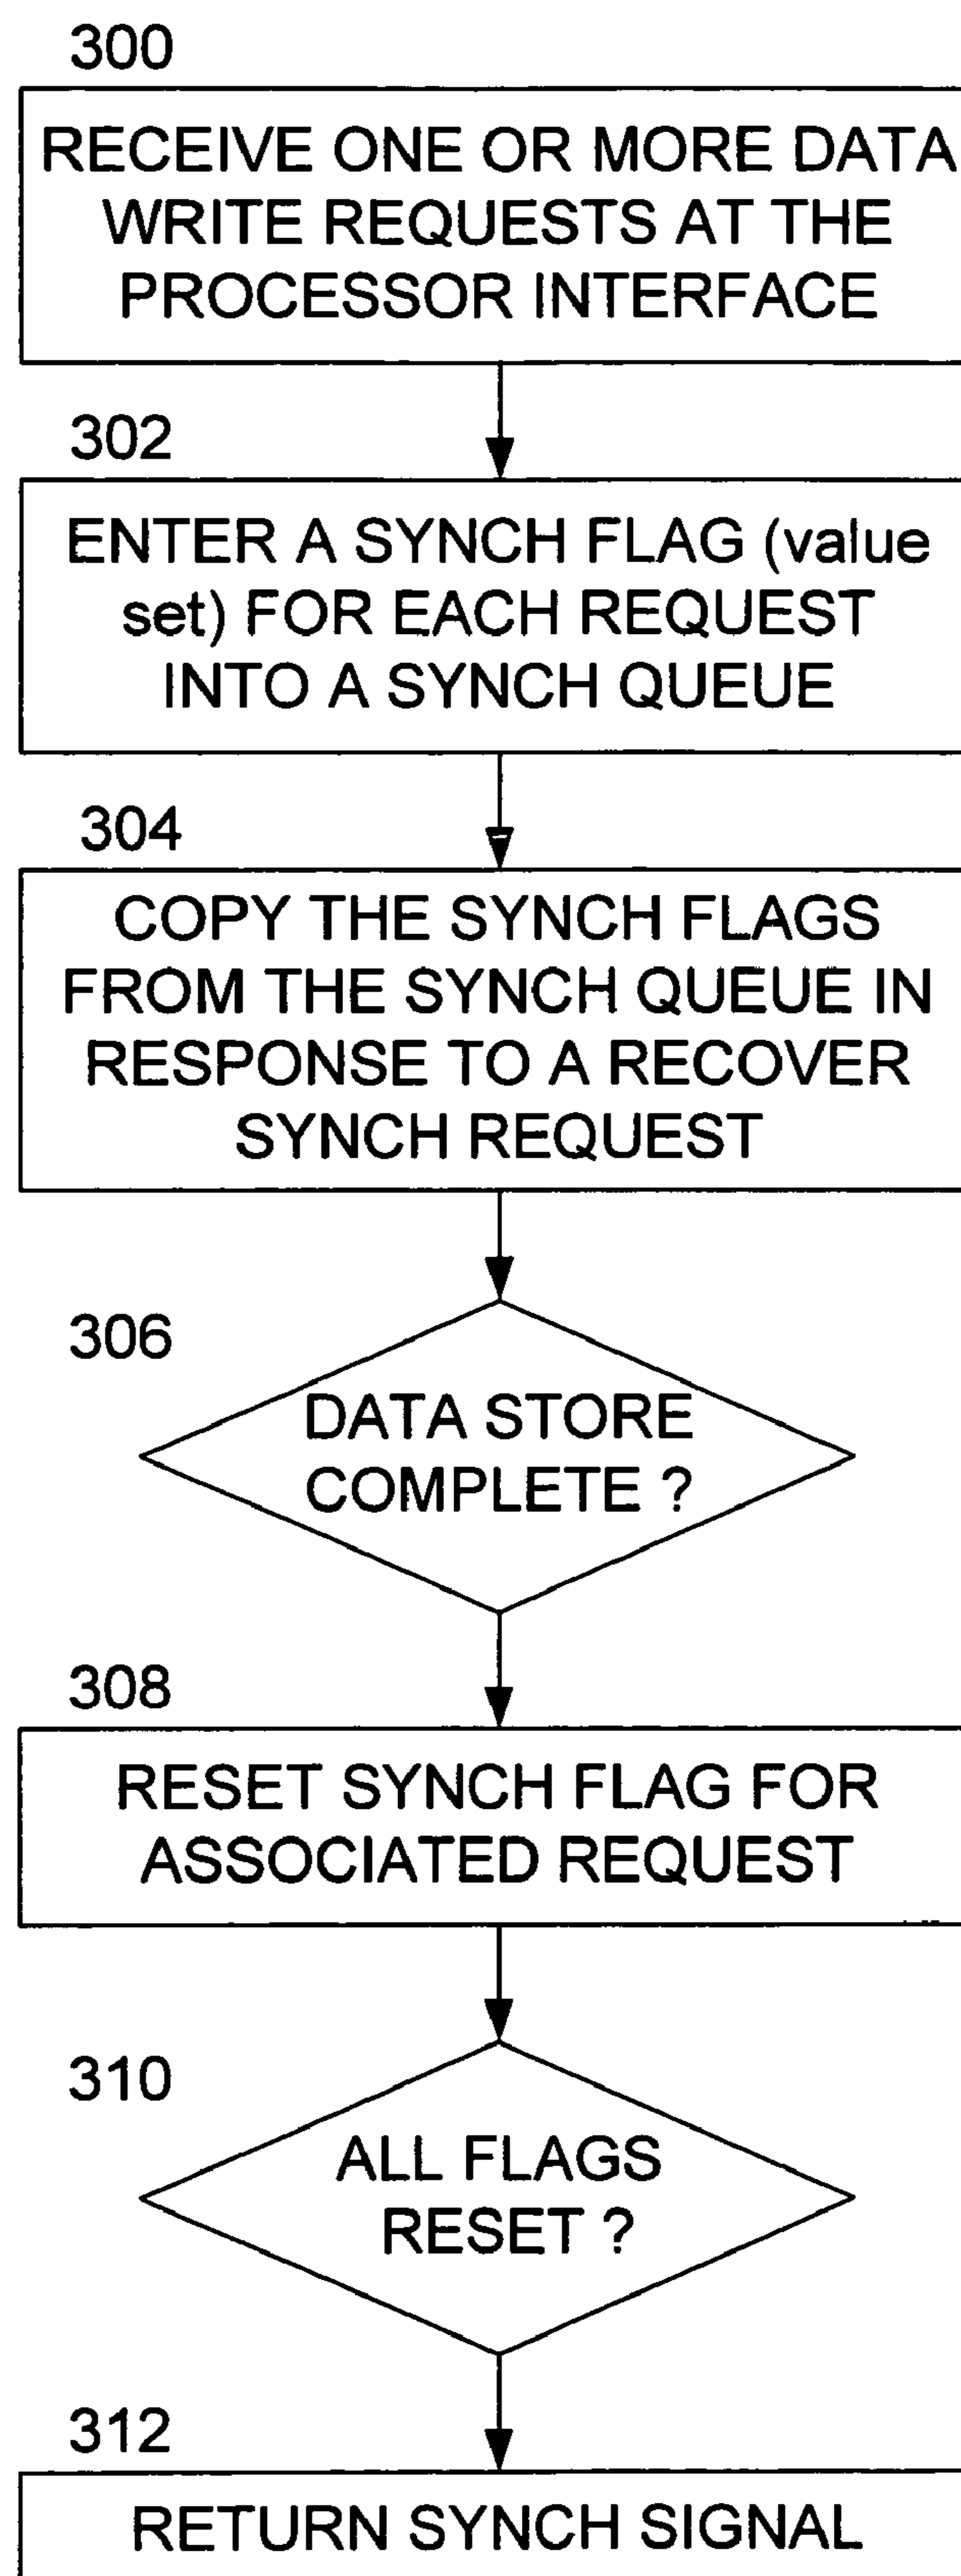 300
RECEIVE ONE OR MORE DATA
WRITE REQUESTS AT THE
PROCESSOR INTERFACE
302
ENTER A SYNCH FLAG (value
set) FOR EACH REQUEST
INTO A SYNCH QUEUE
304
COPY THE SYNCH FLAGS
FROM THE SYNCH QUEUE IN
RESPONSE TO A RECOVER
SYNCH REQUEST
306
DATA STORE
COMPLETE ?
308
RESET SYNCH FLAG FOR
ASSOCIATED REQUEST
310
ALL FLAGS
RESET ?
312
RETURN SYNCH SIGNAL